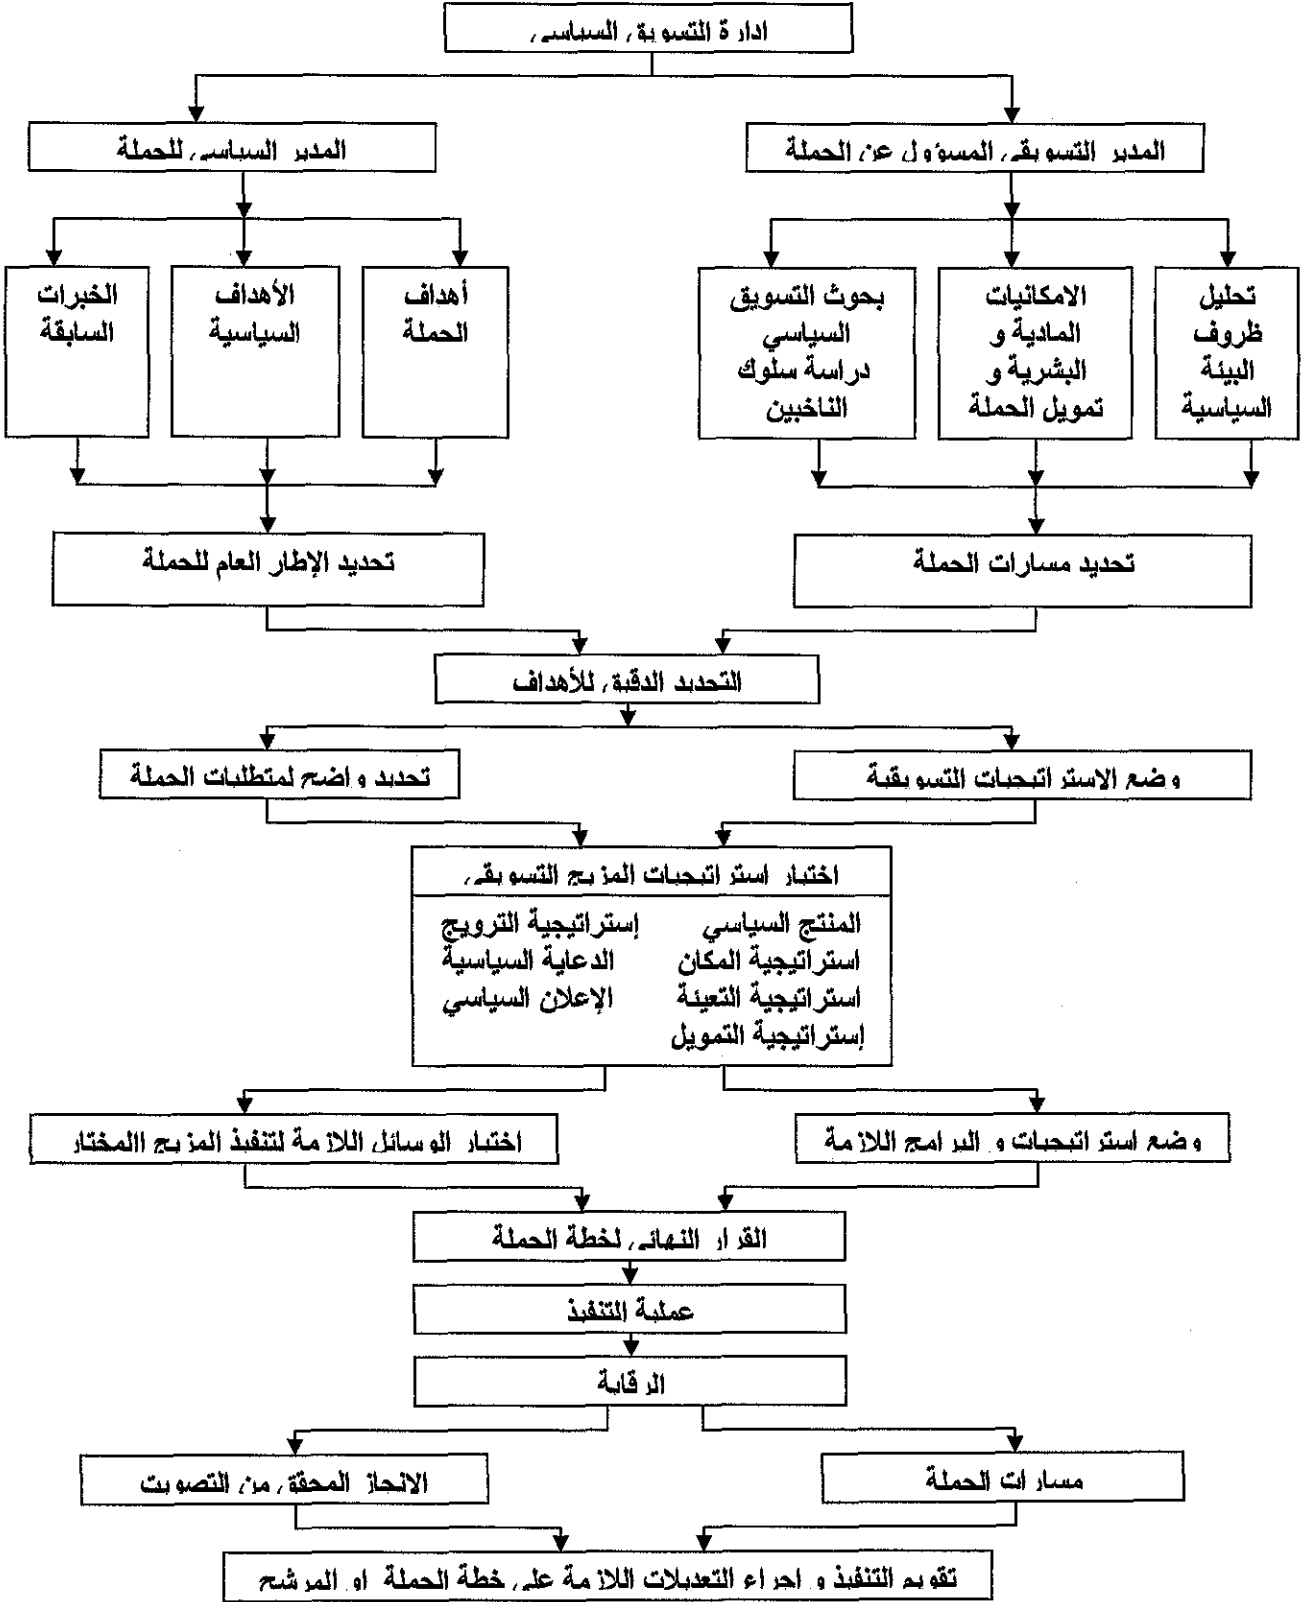 ادارة التسويق السياسي
المدير التسويقي المسؤول عن الحملة
المدير السياسي للحملة
تحليل
ظروف
البيئة
السياسية
الامكانيات
المادية و
البشرية و
تمويل الحملة
بحوث التسويق
السياسي
دراسة سلوك
الناخبين
أهداف
الحملة
الأهداف
السياسية
الخبرات
السابقة
تحديد مسارات الحملة
تحديد الإطار العام للحملة
التحديد الدقيق للأهداف
وضع الاستراتيجيات التسويقية
تحديد واضح لمتطلبات الحملة
اختيار استراتيجيات المزيج التسويقي
المنتج السياسي
استراتيجية المكان
استراتيجية التعبئة
إستراتيجية التمويل
إستراتيجية الترويج
الدعاية السياسية
الإعلان السياسي
وضع استراتيجيات و البرامج اللازمة
اختيار الوسائل اللازمة لتنفيذ المزيج االمختار
القرار النهائي لخطة الحملة
عملية التنفيذ
الرقابة
مسارات الحملة
الانجاز المحقق من التصويت
تقويم التنفيذ و اجراء التعديلات اللازمة على خطة الحملة او المرشح